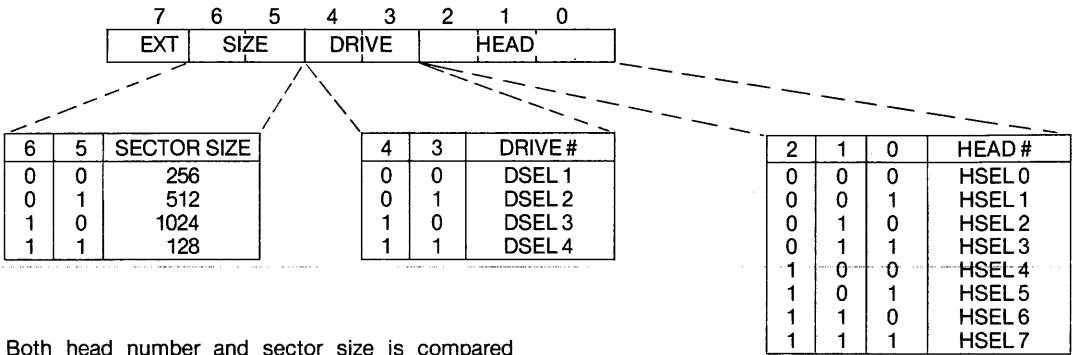 7 6 5 4 3 2 1 0
EXT SIZE DRIVE HEAD
6 5 SECTOR SIZE
0 0 256
0 1 512
1 0 1024
1 1 128
4 3 DRIVE #
0 0 DSEL 1
0 1 DSEL 2
1 0 DSEL 3
1 1 DSEL 4
2 1 0 HEAD #
0 0 0 HSEL 0
0 0 1 HSEL 1
0 1 0 HSEL 2
0 1 1 HSEL 3
1 0 0 HSEL 4
1 0 1 HSEL 5
1 1 0 HSEL 6
1 1 1 HSEL 7
Both head number and sector size is compared